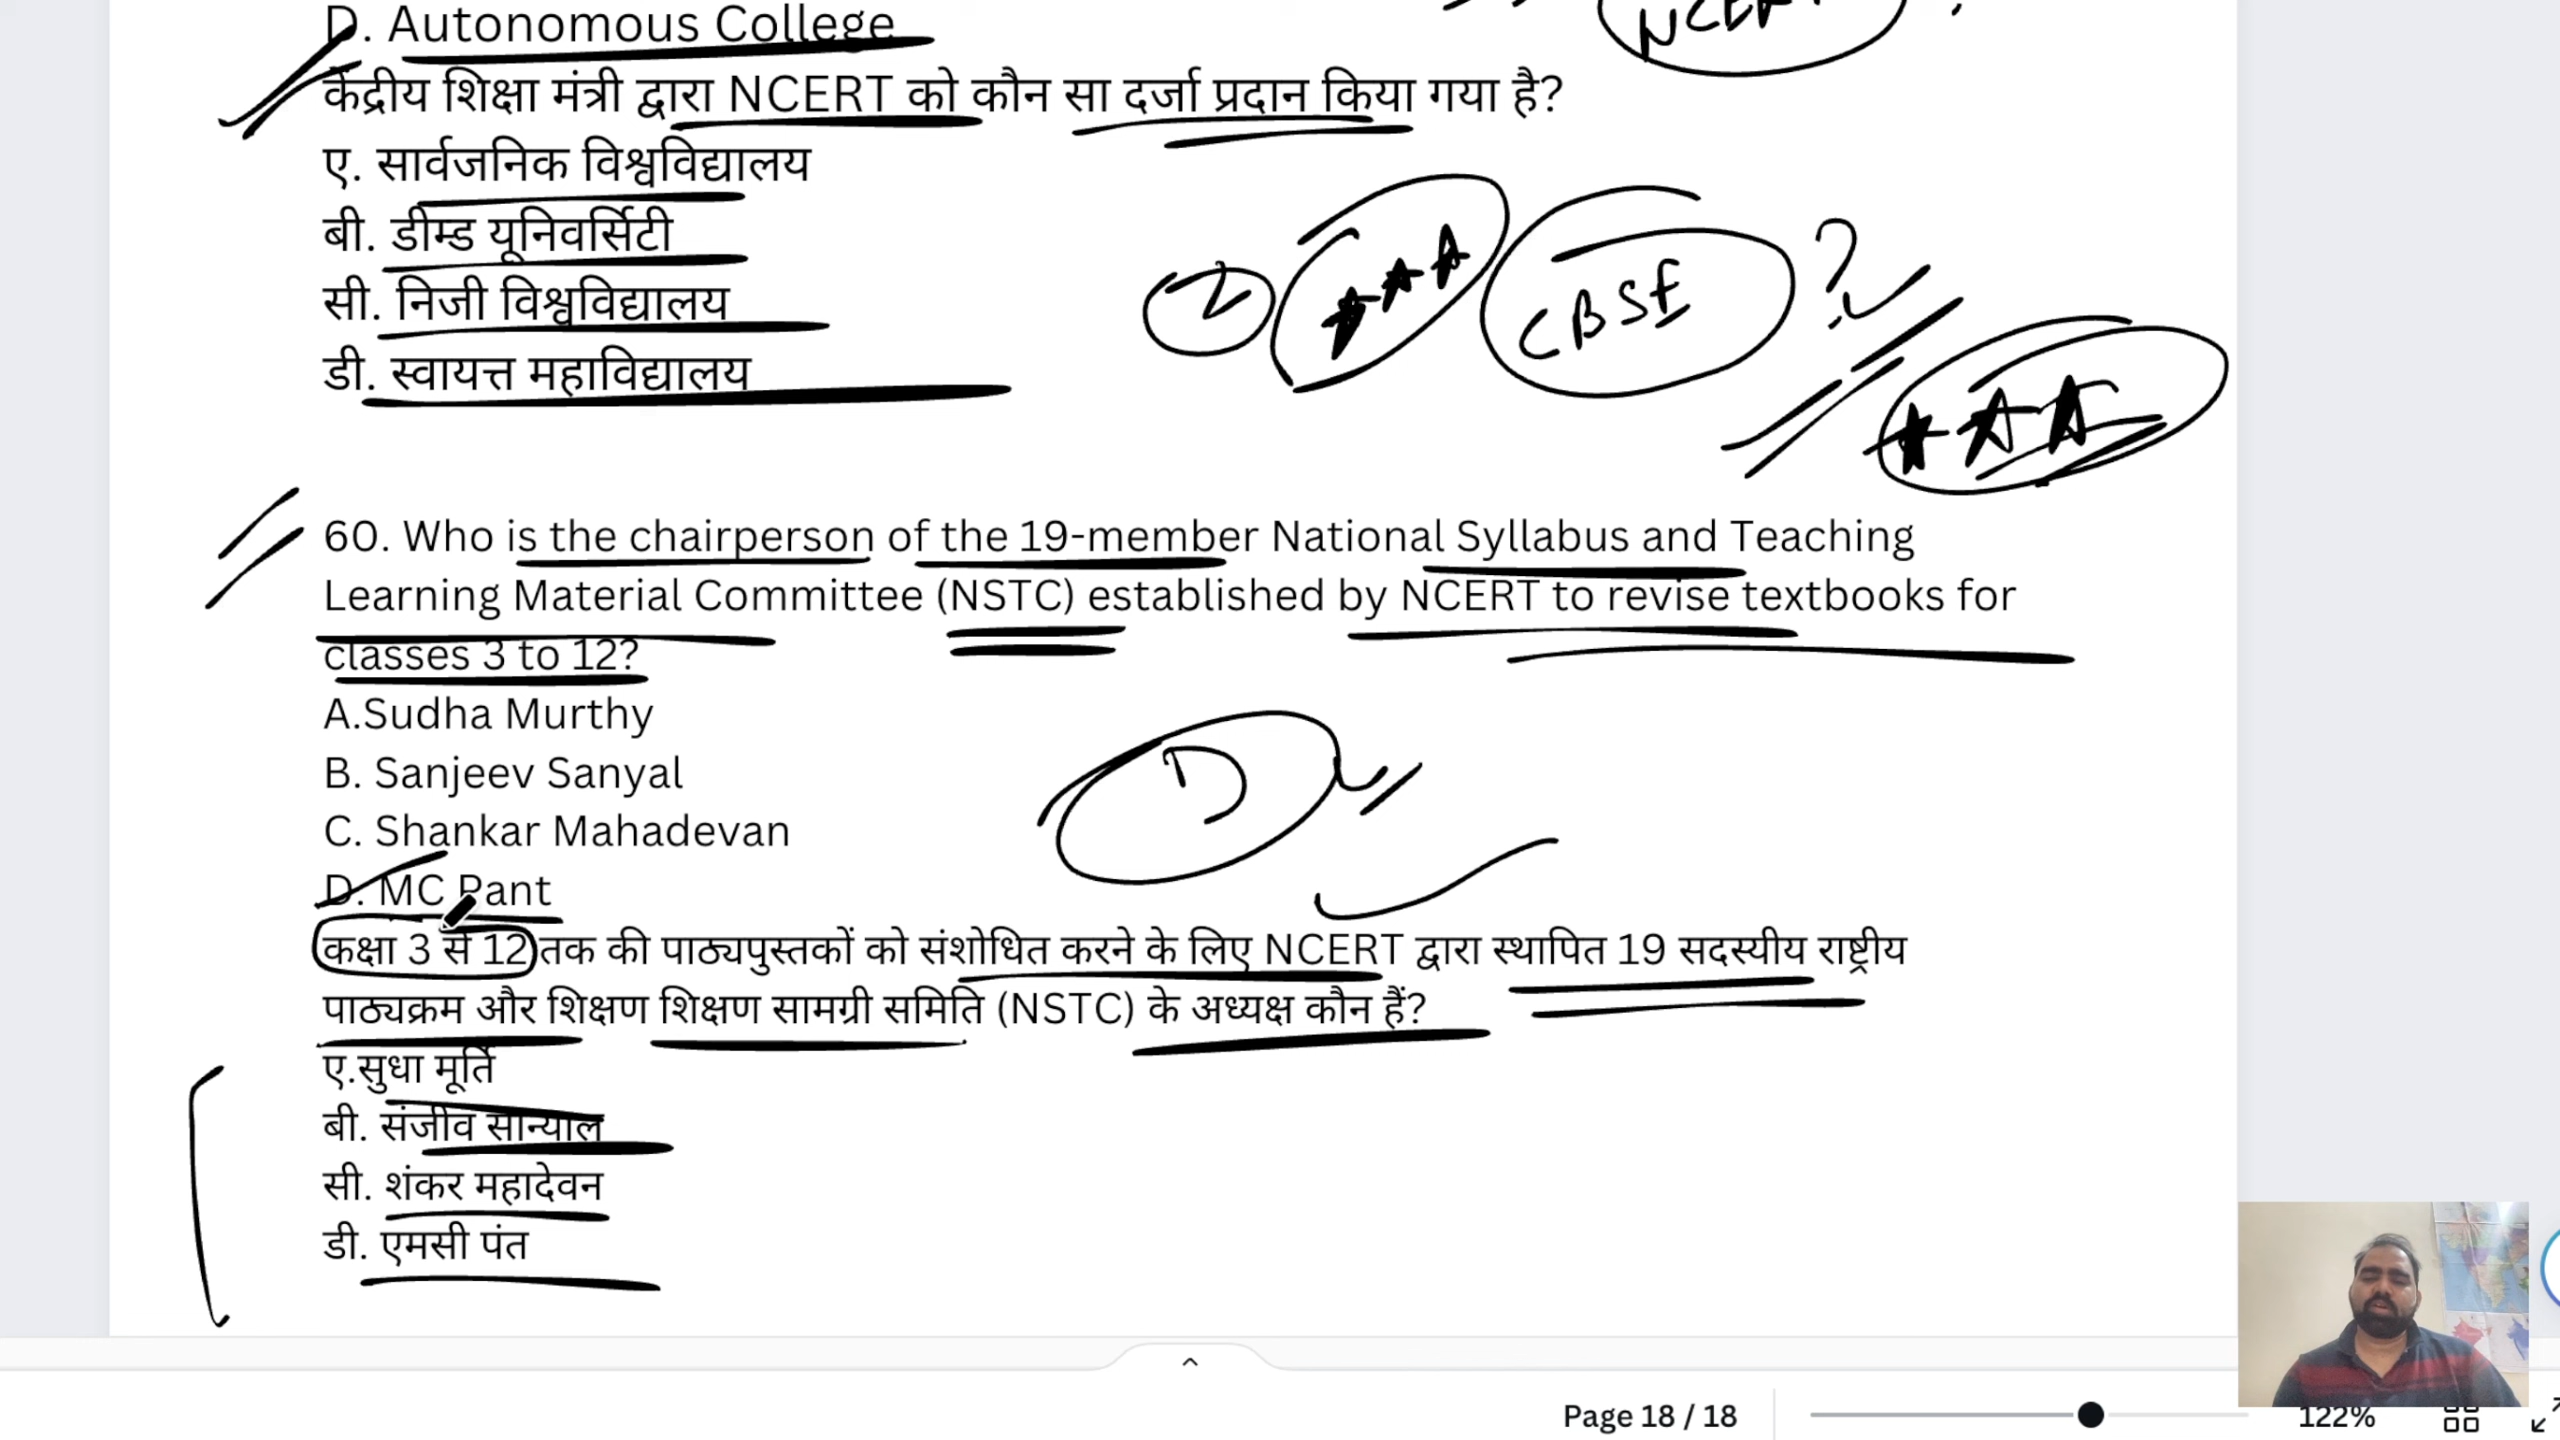 D. Autonomous College
NCERT
केंद्रीय शिक्षा मंत्री द्वारा NCERT को कौन सा दर्जा प्रदान किया गया है?
ए. सार्वजनिक विश्वविद्यालय
बी. डीम्ड यूनिवर्सिटी
सी. निजी विश्वविद्यालय
डी. स्वायत्त महाविद्यालय
2 CBSE ?
60. Who is the chairperson of the 19-member National Syllabus and Teaching
Learning Material Committee (NSTC) established by NCERT to revise textbooks for
classes 3 to 12?
A.Sudha Murthy
B. Sanjeev Sanyal
C. Shankar Mahadevan
D. MC Pant
D
कक्षा 3 से 12 तक की पाठ्यपुस्तकों को संशोधित करने के लिए NCERT द्वारा स्थापित 19 सदस्यीय राष्ट्रीय
पाठ्यक्रम और शिक्षण शिक्षण सामग्री समिति (NSTC) के अध्यक्ष कौन हैं?
ए.सुधा मूर्ति
बी. संजीव सान्याल
सी. शंकर महादेवन
डी. एमसी पंत
Page 18 / 18
122%